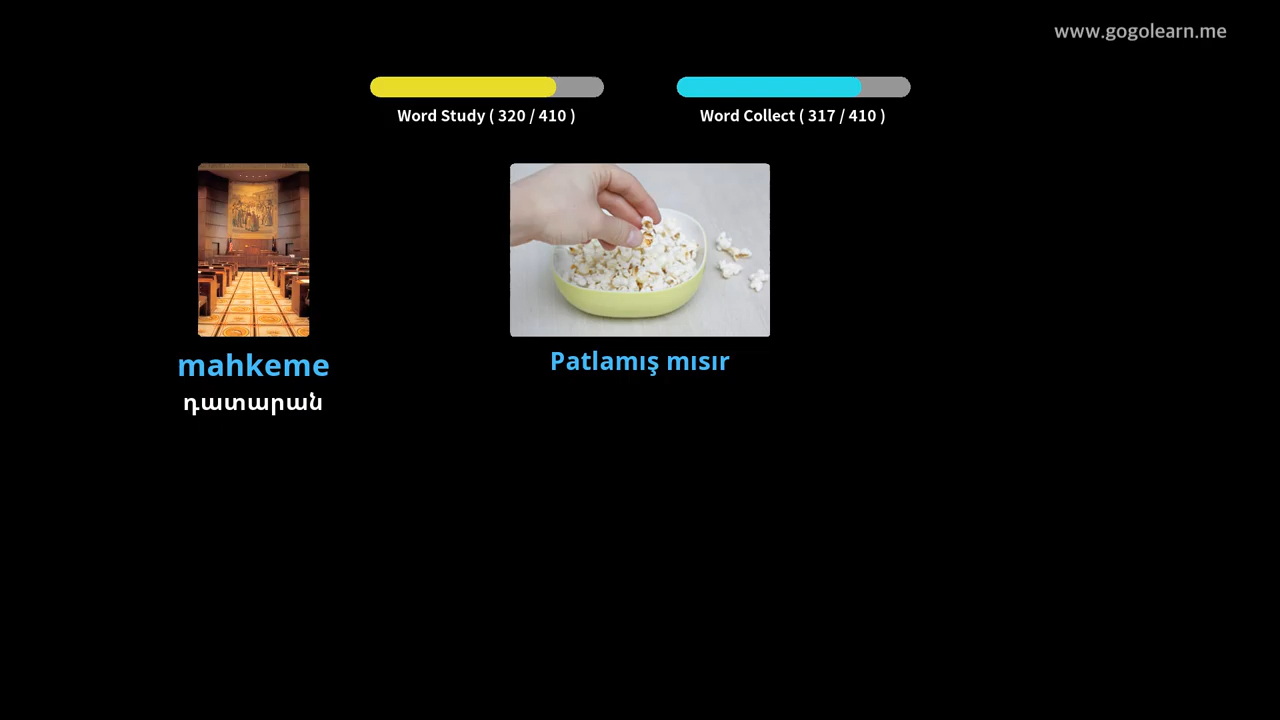 www.gogolearn.me
Word Study ( 320 / 410 )
Word Collect ( 317 / 410 )
mahkeme
դատարան
Patlamış mısır